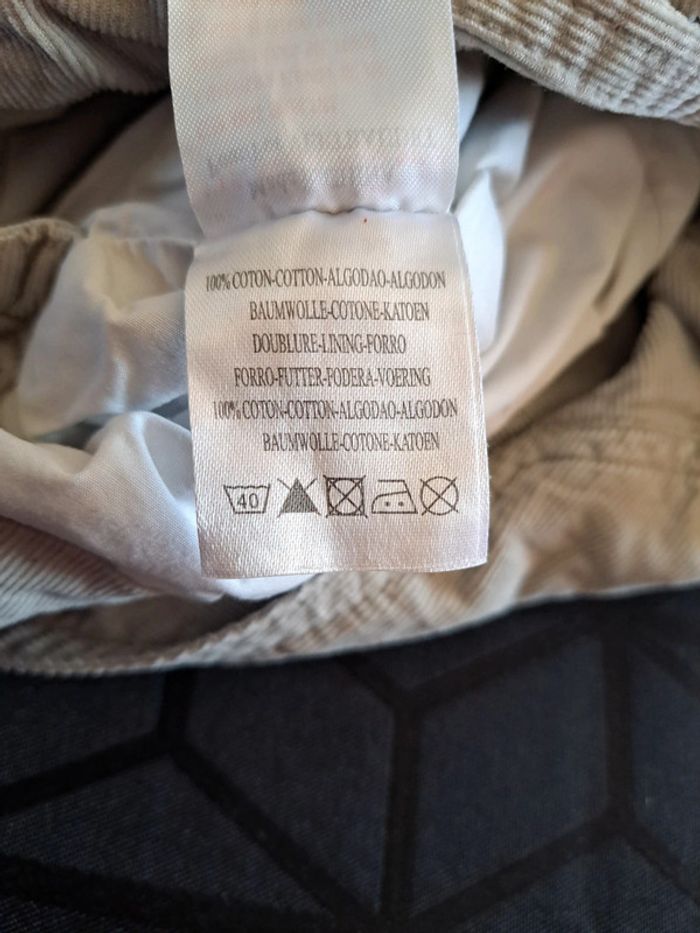 100% COTON-COTTON-ALGODAO-ALGODON
BAUMWOLLE-COTONE-KATOEN
DOUBLURE-LINING-FORRO
FORRO-FUTTER-FODERA-VOERING
100% COTON-COTTON-ALGODAO-ALGODON
BAUMWOLLE-COTONE-KATOEN
40